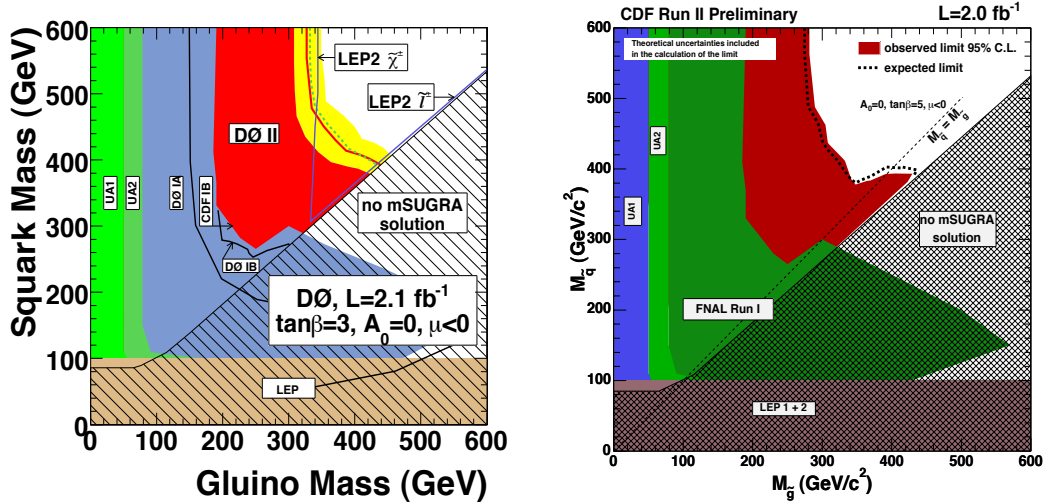 Squark Mass (GeV)
600
500
400
300
200
100
0
0 100 200 300 400 500 600
Gluino Mass (GeV)
UA1
UA2
DØ IA
CDF IB
DØ IB
DØ II
LEP2 χ̃±
LEP2 l̃±
no mSUGRA
solution
DØ, L=2.1 fb⁻¹
tanβ=3, A₀=0, μ<0
LEP
CDF Run II Preliminary L=2.0 fb⁻¹
Theoretical uncertainties included
in the calculation of the limit
observed limit 95% C.L.
expected limit
A₀=0, tanβ=5, μ<0
M_q̃ = M_g̃
UA1
UA2
no mSUGRA
solution
FNAL Run I
LEP 1 + 2
M_q̃ (GeV/c²)
600
500
400
300
200
100
0
0 100 200 300 400 500 600
M_g̃ (GeV/c²)